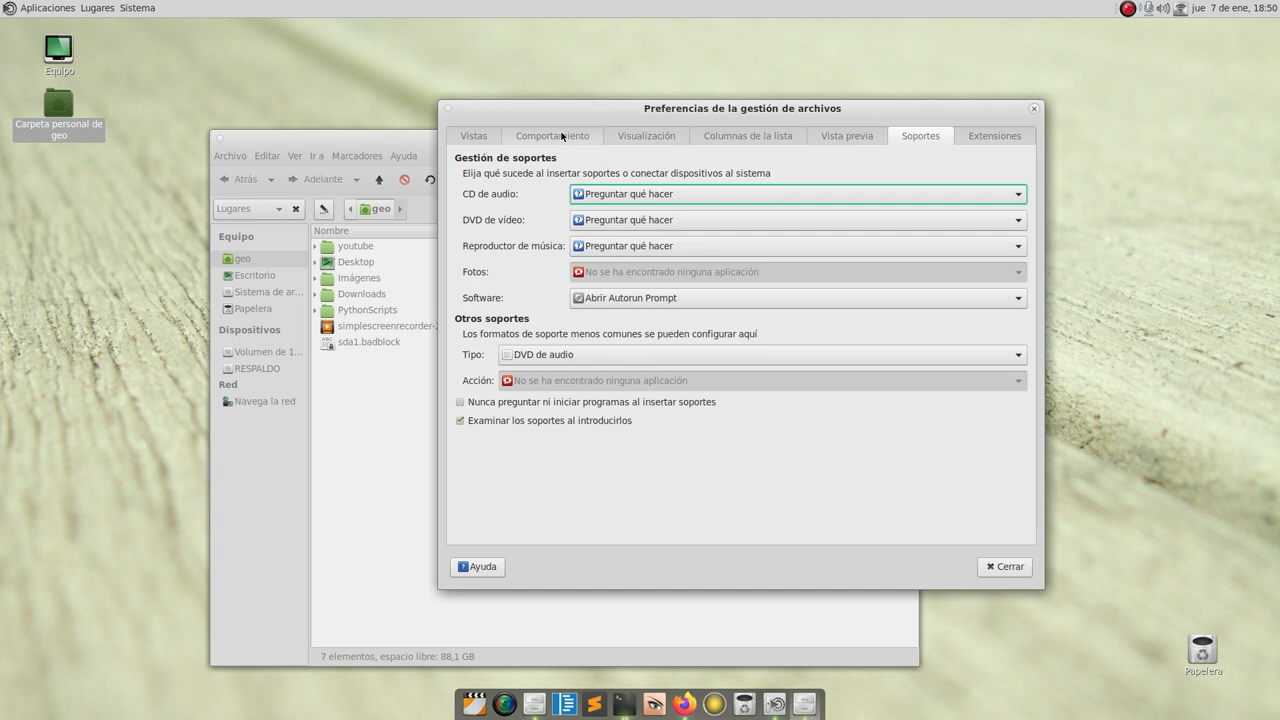 Aplicaciones Lugares Sistema
jue 7 de ene, 18:50
Equipo
Carpeta personal de
geo
Preferencias de la gestión de archivos
Vistas Comportamiento Visualización Columnas de la lista Vista previa Soportes Extensiones
Gestión de soportes
Elija qué sucede al insertar soportes o conectar dispositivos al sistema
CD de audio: Preguntar qué hacer
DVD de vídeo: Preguntar qué hacer
Reproductor de música: Preguntar qué hacer
Fotos: No se ha encontrado ninguna aplicación
Software: Abrir Autorun Prompt
Otros soportes
Los formatos de soporte menos comunes se pueden configurar aquí
Tipo: DVD de audio
Acción: No se ha encontrado ninguna aplicación
Nunca preguntar ni iniciar programas al insertar soportes
Examinar los soportes al introducirlos
Ayuda
Cerrar
Archivo Editar Ver Ir a Marcadores Ayuda
Atrás Adelante
Lugares
geo
Equipo
geo
Escritorio
Sistema de ar...
Papelera
Dispositivos
Volumen de 1...
RESPALDO
Red
Navega la red
Nombre
youtube
Desktop
Imágenes
Downloads
PythonScripts
simplescreenrecorder-
sda1.badblock
7 elementos, espacio libre: 88,1 GB
Papelera